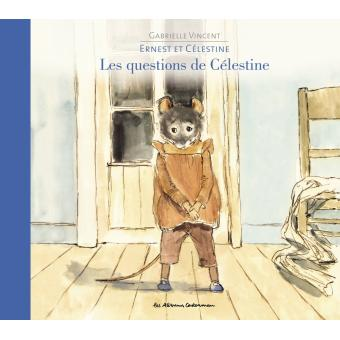 GABRIELLE VINCENT
ERNEST ET CÉLESTINE
Les questions de Célestine
Les Albums Casterman